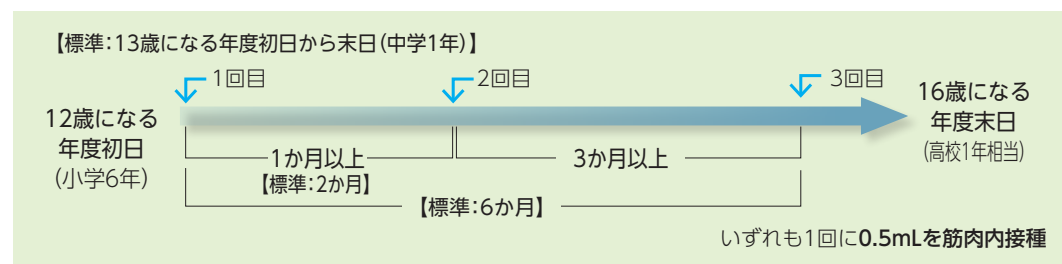 【標準:13歳になる年度初日から末日(中学1年)】
1回目
2回目
3回目
12歳になる
年度初日
(小学6年)
16歳になる
年度末日
(高校1年相当)
1か月以上
【標準:2か月】
3か月以上
【標準:6か月】
いずれも1回に0.5mLを筋肉内接種